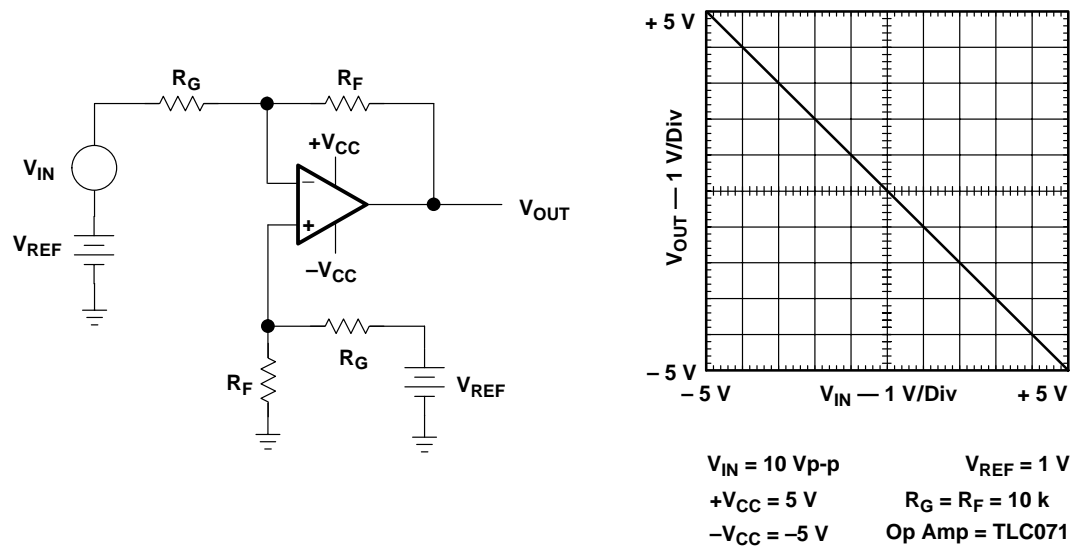 R_G
R_F
V_IN
V_REF
+V_CC
−
+
–V_CC
V_OUT
R_F
R_G
V_REF
+ 5 V
V_OUT — 1 V/Div
– 5 V
– 5 V
V_IN — 1 V/Div
+ 5 V
V_IN = 10 Vp-p
V_REF = 1 V
+V_CC = 5 V
R_G = R_F = 10 k
–V_CC = –5 V
Op Amp = TLC071